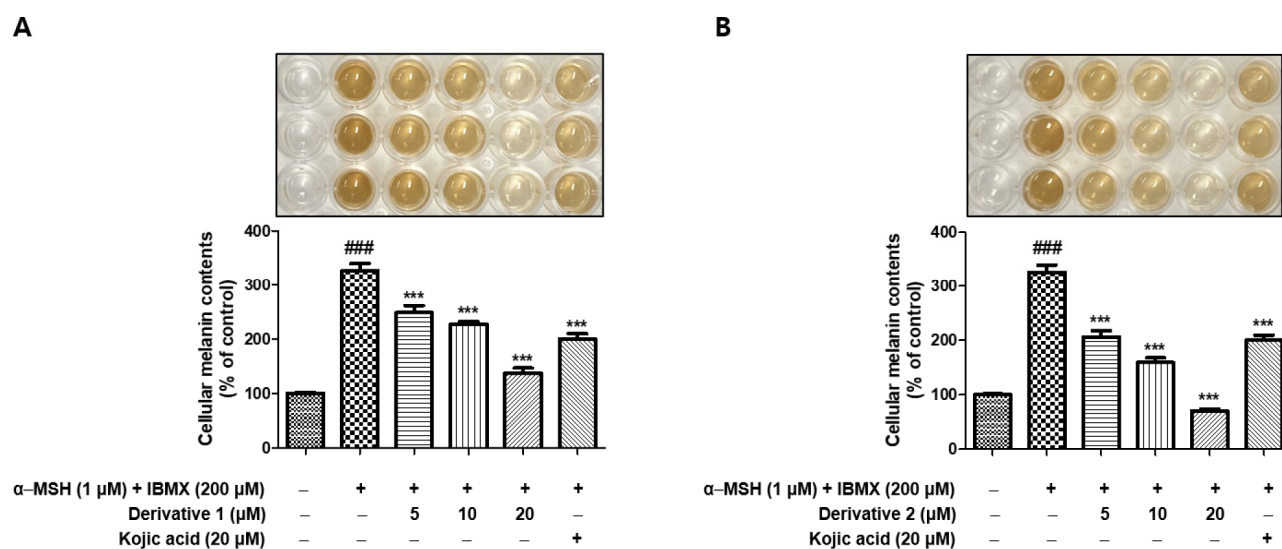 A
Cellular melanin contents
(% of control)
400
300
200
100
0
###
***
***
***
***
α–MSH (1 μM) + IBMX (200 μM) – + + + + +
Derivative 1 (μM) – – 5 10 20 –
Kojic acid (20 μM) – – – – – +
B
Cellular melanin contents
(% of control)
400
300
200
100
0
###
***
***
***
***
α–MSH (1 μM) + IBMX (200 μM) – + + + + +
Derivative 2 (μM) – – 5 10 20 –
Kojic acid (20 μM) – – – – – +